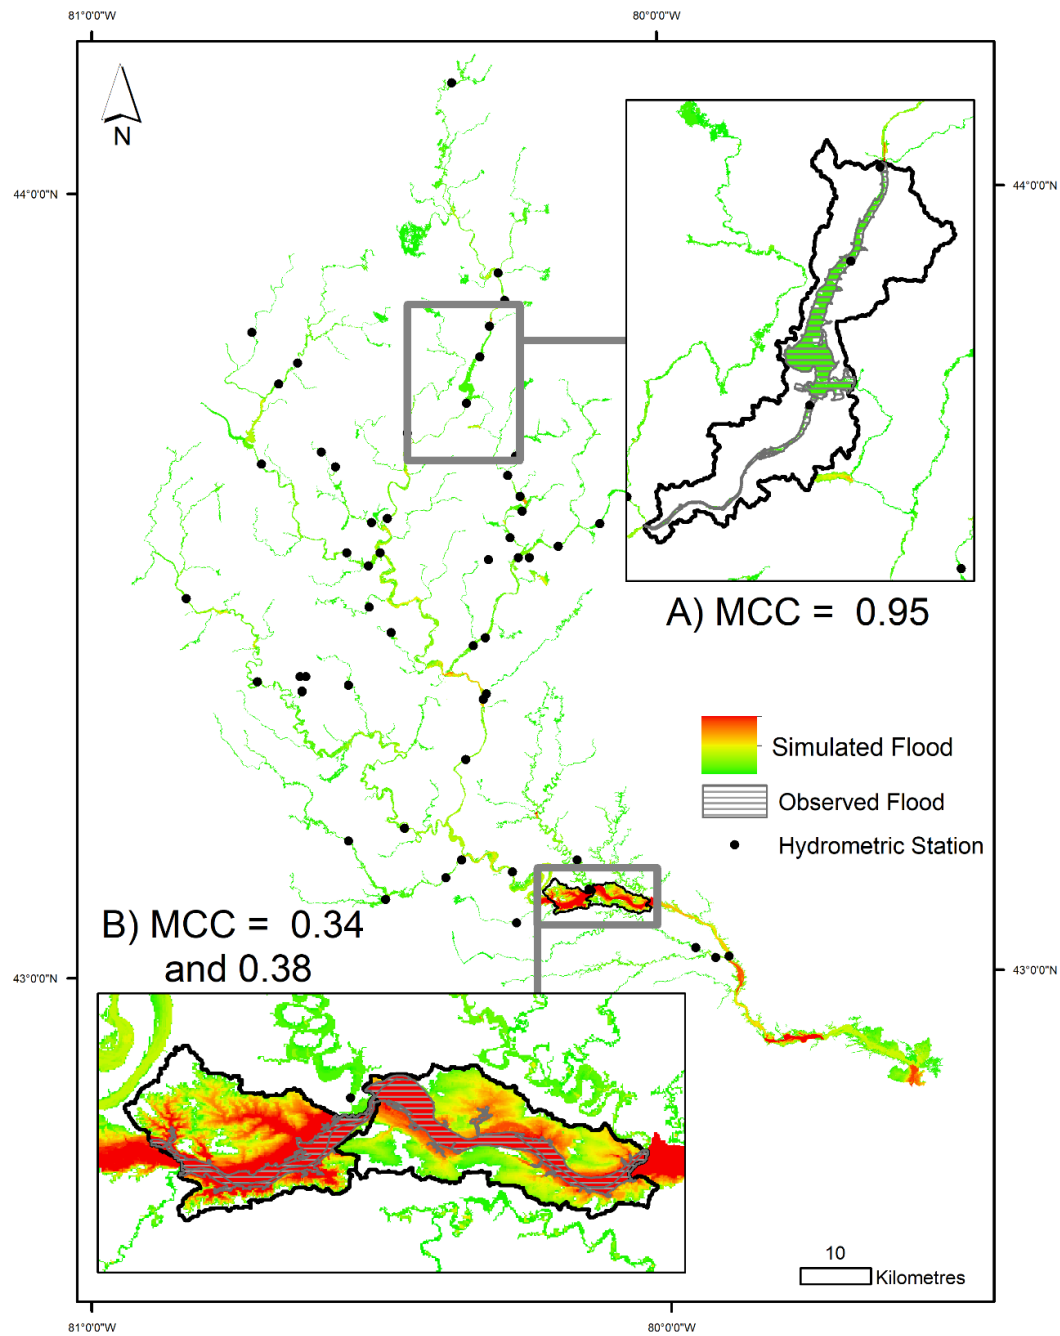 81°0'0"W
80°0'0"W
N
44°0'0"N
44°0'0"N
A) MCC = 0.95
Simulated Flood
Observed Flood
Hydrometric Station
B) MCC = 0.34
and 0.38
43°0'0"N
43°0'0"N
10
Kilometres
81°0'0"W
80°0'0"W